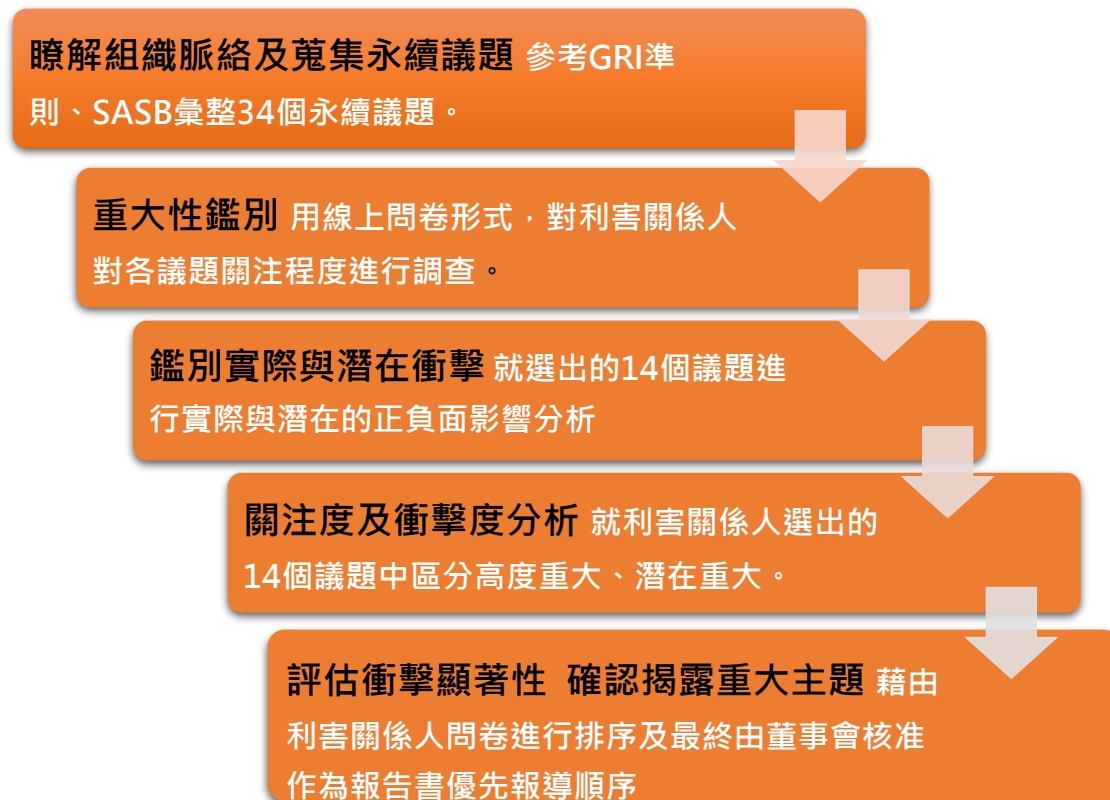 瞭解組織脈絡及蒐集永續議題 參考GRI準
則、SASB彙整34個永續議題。
重大性鑑別 用線上問卷形式，對利害關係人
對各議題關注程度進行調查。
鑑別實際與潛在衝擊 就選出的14個議題進
行實際與潛在的正負面影響分析
關注度及衝擊度分析 就利害關係人選出的
14個議題中區分高度重大、潛在重大。
評估衝擊顯著性 確認揭露重大主題 藉由
利害關係人問卷進行排序及最終由董事會核准
作為報告書優先報導順序